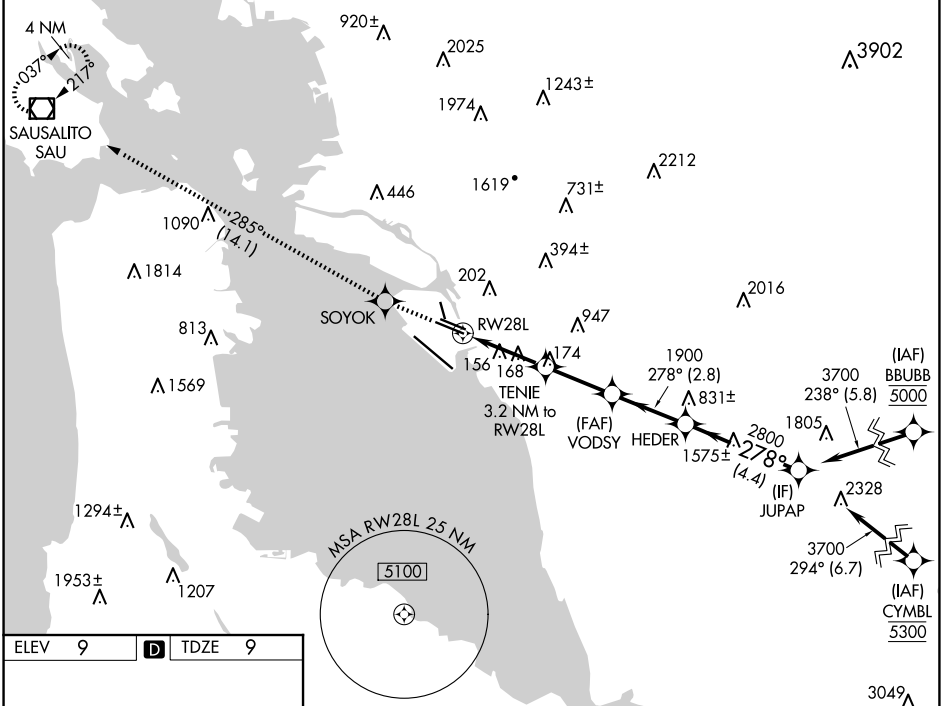 4 NM
037°
217°
SAUSALITO
SAU
920±
2025
1974
1243±
3902
446
1619
731±
2212
1090
285°
(14.1)
1814
394±
202
2016
SOYOK
RW28L
947
813
1569
156
168
174
TENIE
3.2 NM to
RW28L
1900
278° (2.8)
(FAF)
VODSY
831±
HEDER
1575±
2800
278°
(4.4)
3700
238° (5.8)
(IAF)
BBUBB
5000
1805
(IF)
JUPAP
2328
3700
294° (6.7)
(IAF)
CYMBL
5300
1294±
1953±
1207
MSA RW28L 25 NM
5100
3049
ELEV 9 D TDZE 9